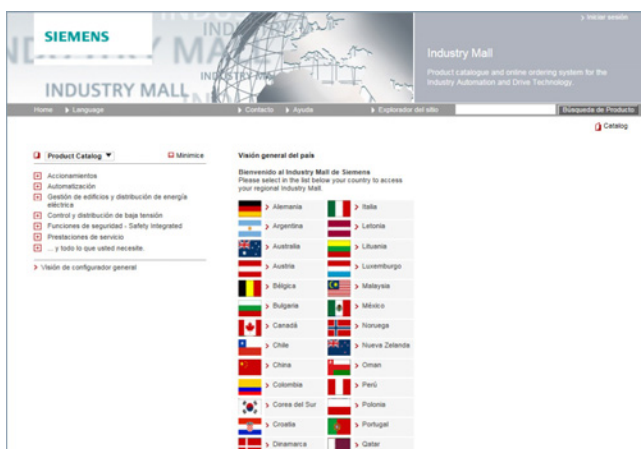 SIEMENS
INDUSTRY MALL
Iniciar sesión
Industry Mall
Product catalogue and online ordering system for the
Industry Automation and Drive Technology.
Home Language Contacto Ayuda Explorador del sitio Búsqueda de Producto
Catalog
Product Catalog Minimice
Accionamientos
Automatización
Gestión de edificios y distribución de energía
eléctrica
Control y distribución de baja tensión
Funciones de seguridad - Safety Integrated
Prestaciones de servicio
... y todo lo que usted necesite.
Visión de configurador general
Visión general del país
Bienvenido al Industry Mall de Siemens
Please select in the list below your country to access
your regional Industry Mall.
Alemania Italia
Argentina Letonia
Australia Lituania
Austria Luxemburgo
Bélgica Malaysia
Bulgaria México
Canadá Noruega
Chile Nueva Zelanda
China Oman
Colombia Perú
Corea del Sur Polonia
Croatia Portugal
Dinamarca Qatar